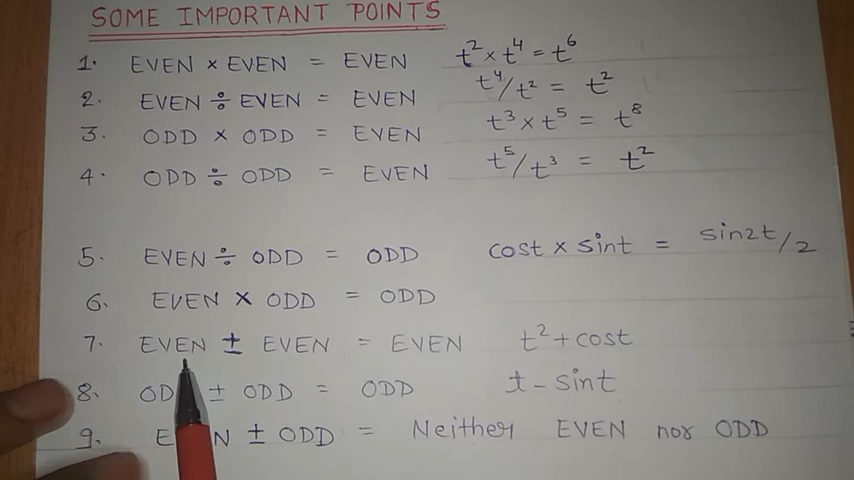 SOME IMPORTANT POINTS
1. EVEN × EVEN = EVEN t² × t⁴ = t⁶
2. EVEN ÷ EVEN = EVEN t⁴/t² = t²
3. ODD × ODD = EVEN t³ × t⁵ = t⁸
4. ODD ÷ ODD = EVEN t⁵/t³ = t²
5. EVEN ÷ ODD = ODD cost × sint = sin2t/2
6. EVEN × ODD = ODD
7. EVEN ± EVEN = EVEN t² + cost
8. ± ODD = ODD t - sint
9. ± ODD = Neither EVEN nor ODD